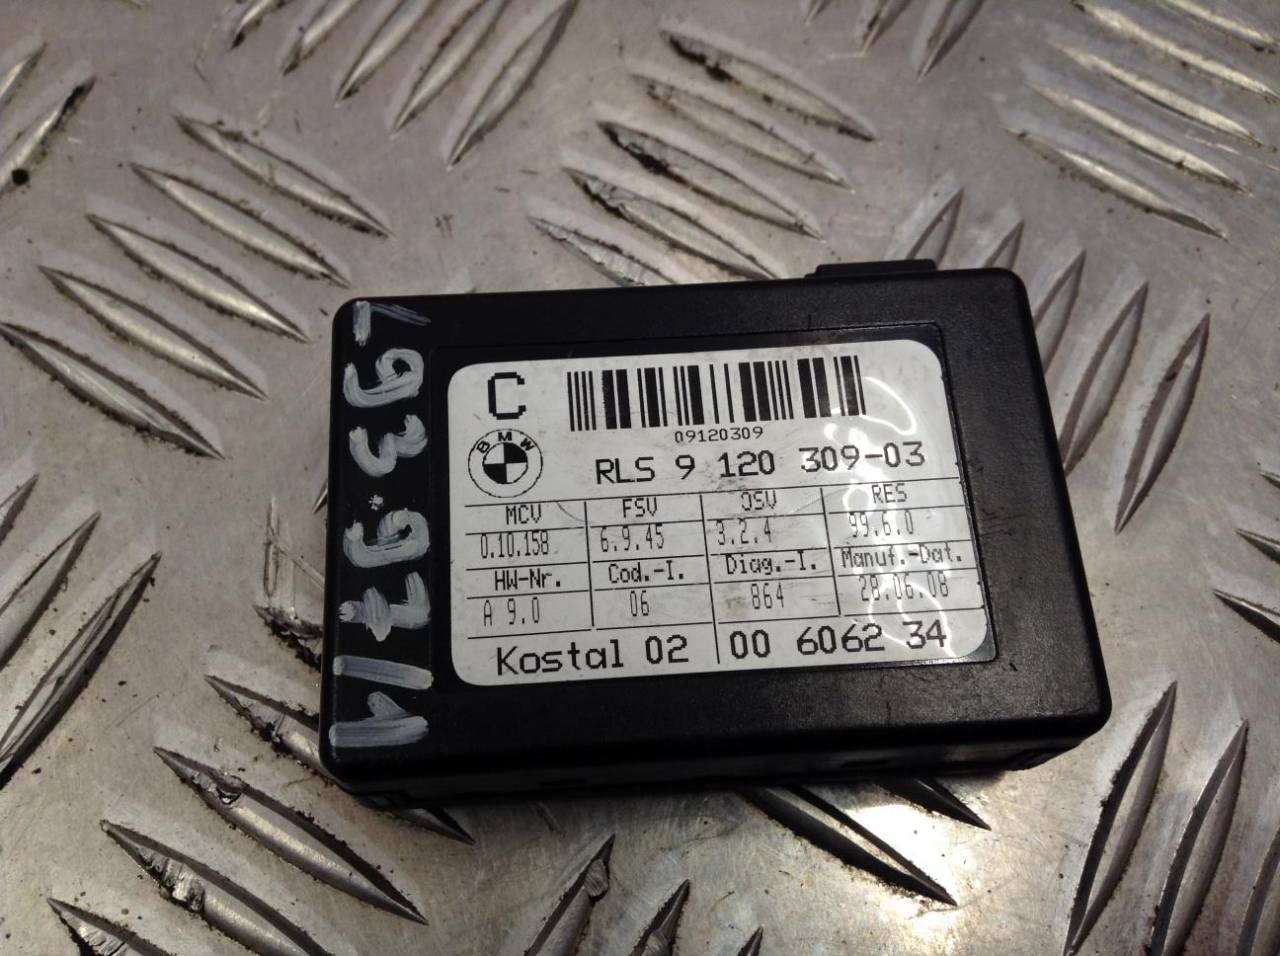 C
09120309
BMW
RLS 9 120 309-03
MCV FSV OSV RES
0.10.158 6.9.45 3.2.4 99.6.0
HW-Nr. Cod.-I. Diag.-I. Manuf.-Dat.
A 9.0 06 864 28.06.08
Kostal 02 00 6062 34